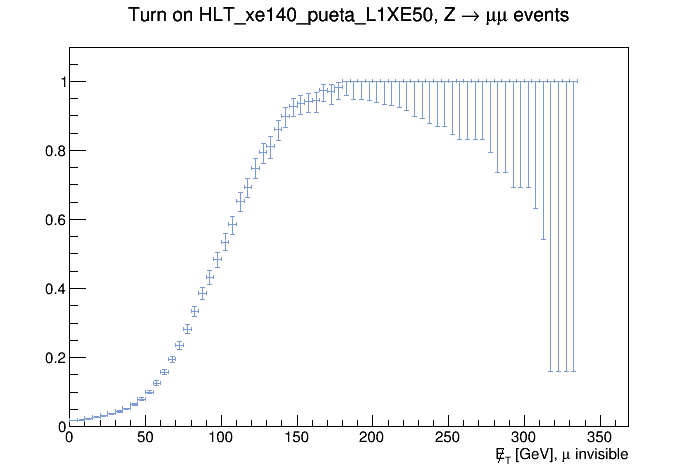 Turn on HLT_xe140_pueta_L1XE50, Z → μμ events
1
0.8
0.6
0.4
0.2
0
0 50 100 150 200 250 300 350
E̸_T [GeV], μ invisible